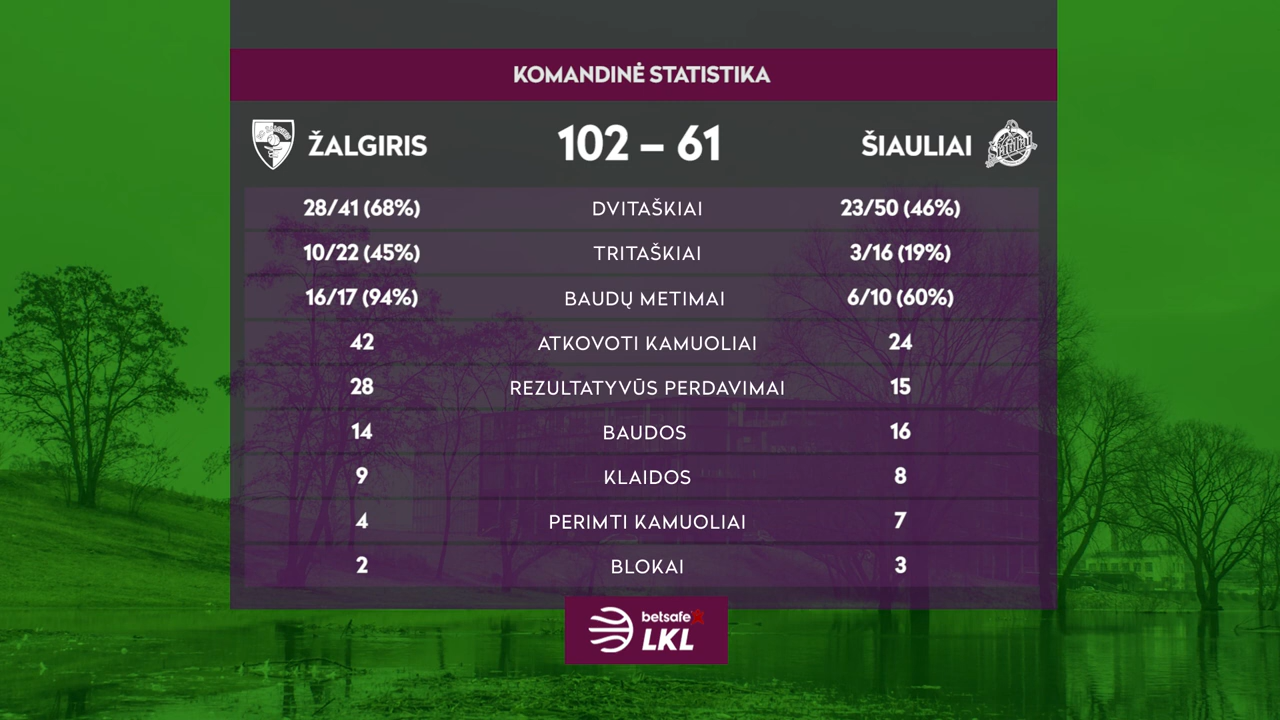 KOMANDINĖ STATISTIKA
ŽALGIRIS 102 – 61 ŠIAULIAI
28/41 (68%) DVITAŠKIAI 23/50 (46%)
10/22 (45%) TRITAŠKIAI 3/16 (19%)
16/17 (94%) BAUDŲ METIMAI 6/10 (60%)
42 ATKOVOTI KAMUOLIAI 24
28 REZULTATYVŪS PERDAVIMAI 15
14 BAUDOS 16
9 KLAIDOS 8
4 PERIMTI KAMUOLIAI 7
2 BLOKAI 3
betsafe
LKL